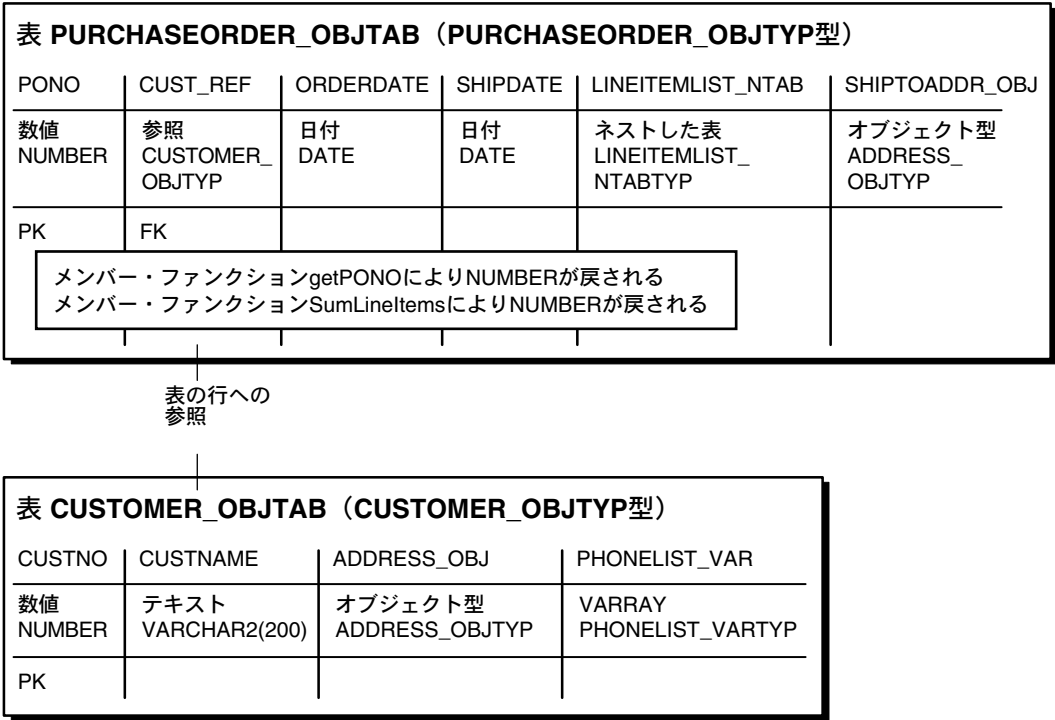 表 PURCHASEORDER_OBJTAB（PURCHASEORDER_OBJTYP型）
PONO CUST_REF ORDERDATE SHIPDATE LINEITEMLIST_NTAB SHIPTOADDR_OBJ
数値 参照 日付 日付 ネストした表 オブジェクト型
NUMBER CUSTOMER_ DATE DATE LINEITEMLIST_ ADDRESS_
OBJTYP NTABTYP OBJTYP
PK FK
メンバー・ファンクションgetPONOによりNUMBERが戻される
メンバー・ファンクションSumLineItemsによりNUMBERが戻される
表の行への
参照
表 CUSTOMER_OBJTAB（CUSTOMER_OBJTYP型）
CUSTNO CUSTNAME ADDRESS_OBJ PHONELIST_VAR
数値 テキスト オブジェクト型 VARRAY
NUMBER VARCHAR2(200) ADDRESS_OBJTYP PHONELIST_VARTYP
PK